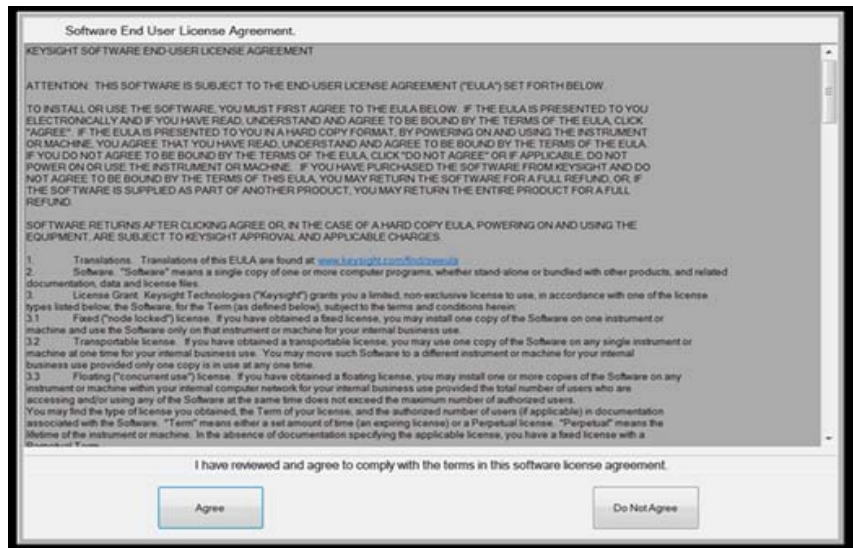 Software End User License Agreement.
KEYSIGHT SOFTWARE END-USER LICENSE AGREEMENT
ATTENTION: THIS SOFTWARE IS SUBJECT TO THE END-USER LICENSE AGREEMENT ("EULA") SET FORTH BELOW.
TO INSTALL OR USE THE SOFTWARE, YOU MUST FIRST AGREE TO THE EULA BELOW. IF THE EULA IS PRESENTED TO YOU
ELECTRONICALLY AND IF YOU HAVE READ, UNDERSTAND AND AGREE TO BE BOUND BY THE TERMS OF THE EULA, CLICK
"AGREE". IF THE EULA IS PRESENTED TO YOU IN A HARD COPY FORMAT, BY POWERING ON AND USING THE INSTRUMENT
OR MACHINE, YOU AGREE THAT YOU HAVE READ, UNDERSTAND AND AGREE TO BE BOUND BY THE TERMS OF THE EULA.
IF YOU DO NOT AGREE TO BE BOUND BY THE TERMS OF THE EULA, CLICK "DO NOT AGREE" OR IF APPLICABLE, DO NOT
POWER ON OR USE THE INSTRUMENT OR MACHINE. IF YOU HAVE PURCHASED THE SOFTWARE FROM KEYSIGHT AND DO
NOT AGREE TO BE BOUND BY THE TERMS OF THIS EULA, YOU MAY RETURN THE SOFTWARE FOR A FULL REFUND, OR, IF
THE SOFTWARE IS SUPPLIED AS PART OF ANOTHER PRODUCT, YOU MAY RETURN THE ENTIRE PRODUCT FOR A FULL
REFUND.
SOFTWARE RETURNS AFTER CLICKING AGREE OR, IN THE CASE OF A HARD COPY EULA, POWERING ON AND USING THE
EQUIPMENT, ARE SUBJECT TO KEYSIGHT APPROVAL AND APPLICABLE CHARGES.
1. Translations. Translations of this EULA are found at: www.keysight.com/find/sweula
2. Software. "Software" means a single copy of one or more computer programs, whether stand-alone or bundled with other products, and related
documentation, data and license files.
3. License Grant. Keysight Technologies ("Keysight") grants you a limited, non-exclusive license to use, in accordance with one of the license
types listed below, the Software, for the Term (as defined below), subject to the terms and conditions herein:
3.1 Fixed ("node locked") license. If you have obtained a fixed license, you may install one copy of the Software on one instrument or
machine and use the Software only on that instrument or machine for your internal business use.
3.2 Transportable license. If you have obtained a transportable license, you may use one copy of the Software on any single instrument or
machine at one time for your internal business use. You may move such Software to a different instrument or machine for your internal
business use provided only one copy is in use at any one time.
3.3 Floating ("concurrent use") license. If you have obtained a floating license, you may install one or more copies of the Software on any
instrument or machine within your internal computer network for your internal business use provided the total number of users who are
accessing and/or using any of the Software at the same time does not exceed the maximum number of authorized users.
You may find the type of license you obtained, the Term of your license, and the authorized number of users (if applicable) in documentation
associated with the Software. "Term" means either a set amount of time (an expiring license) or a Perpetual license. "Perpetual" means the
lifetime of the instrument or machine. In the absence of documentation specifying the applicable license, you have a fixed license with a
Perpetual Term.
I have reviewed and agree to comply with the terms in this software license agreement.
Agree
Do Not Agree